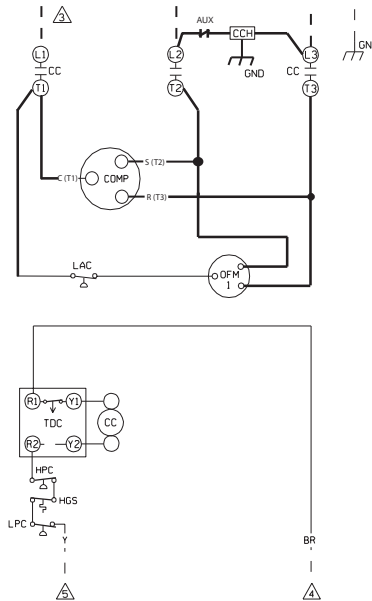 3
AUX
CCH
GND
GN
L1
L2
L3
CC
CC
T1
T2
T3
S (T2)
C (T1)
COMP
R (T3)
LAC
OFM
1
R1
Y1
TDC
CC
R2
Y2
HPC
HGS
LPC
Y
BR
5
4